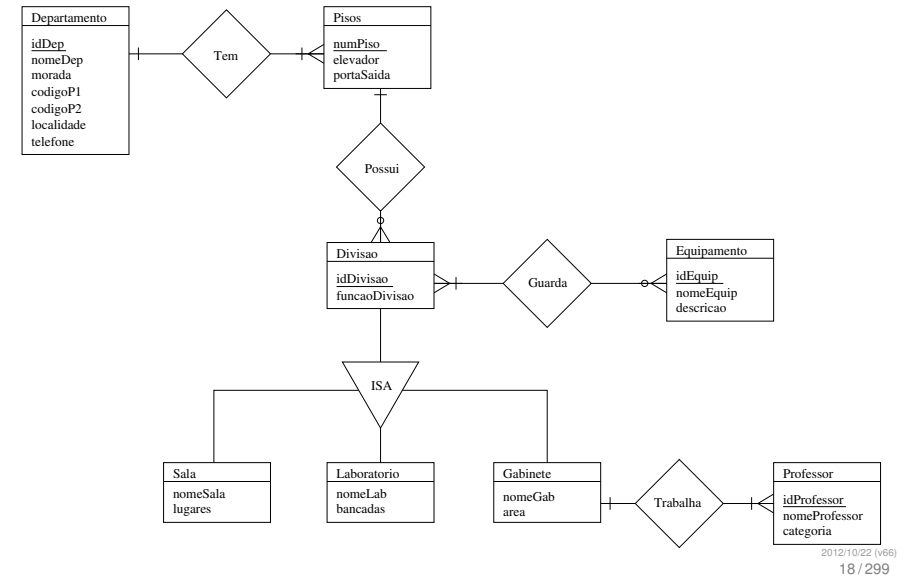 Departamento
idDep
nomeDep
morada
codigoP1
codigoP2
localidade
telefone
Tem
Pisos
numPiso
elevador
portaSaida
Possui
Divisao
idDivisao
funcaoDivisao
Guarda
Equipamento
idEquip
nomeEquip
descricao
ISA
Sala
nomeSala
lugares
Laboratorio
nomeLab
bancadas
Gabinete
nomeGab
area
Trabalha
Professor
idProfessor
nomeProfessor
categoria
2012/10/22 (v66)
18 / 299